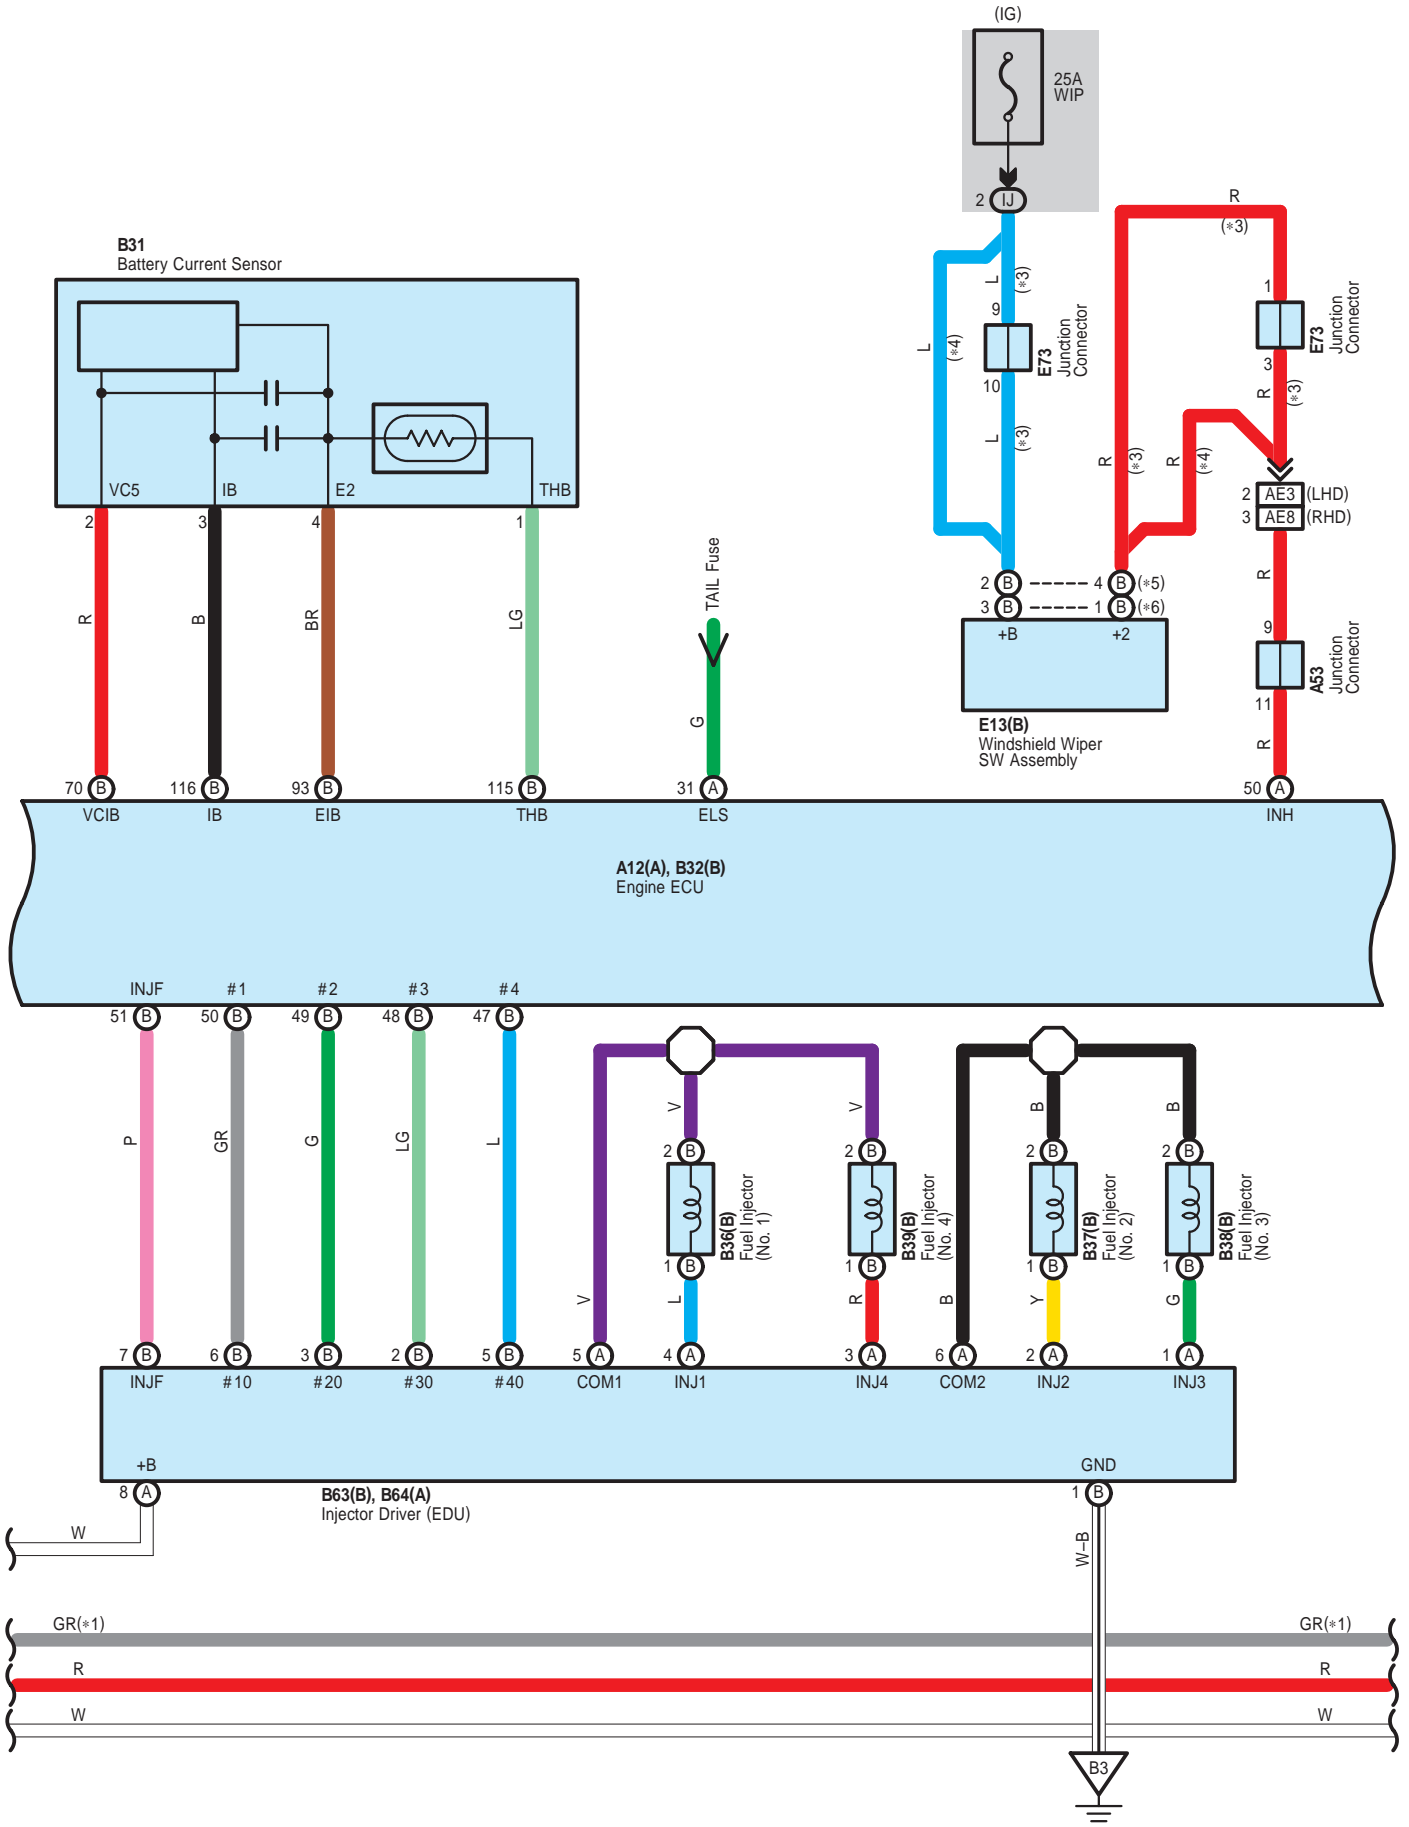 (IG)
25A
WIP
2 IJ
R
(*3)
B31
Battery Current Sensor
L
(*3)
9
1
E73
Junction
Connector
L
(*4)
E73
Junction
Connector
10
3
R
(*3)
L
(*3)
R
(*3)
R
(*4)
VC5 IB E2 THB
2 3 4 1
2 AE3 (LHD)
3 AE8 (RHD)
R
B
BR
LG
TAIL Fuse
G
R
2 B 4 B (*5)
3 B 1 B (*6)
+B +2
9
A53
Junction
Connector
11
R
E13(B)
Windshield Wiper
SW Assembly
70 B 116 B 93 B 115 B 31 A 50 A
VCIB IB EIB THB ELS INH
A12(A), B32(B)
Engine ECU
INJF #1 #2 #3 #4
51 B 50 B 49 B 48 B 47 B
P
GR
G
LG
L
V
V
B
B
2 B 2 B 2 B 2 B
B36(B)
Fuel Injector
(No. 1)
B39(B)
Fuel Injector
(No. 4)
B37(B)
Fuel Injector
(No. 2)
B38(B)
Fuel Injector
(No. 3)
1 B 1 B 1 B 1 B
V
L
R
B
Y
G
7 B 6 B 3 B 2 B 5 B 5 A 4 A 3 A 6 A 2 A 1 A
INJF #10 #20 #30 #40 COM1 INJ1 INJ4 COM2 INJ2 INJ3
+B GND
8 A 1 B
B63(B), B64(A)
Injector Driver (EDU)
W
W-B
GR(*1) GR(*1)
R R
W W
B3